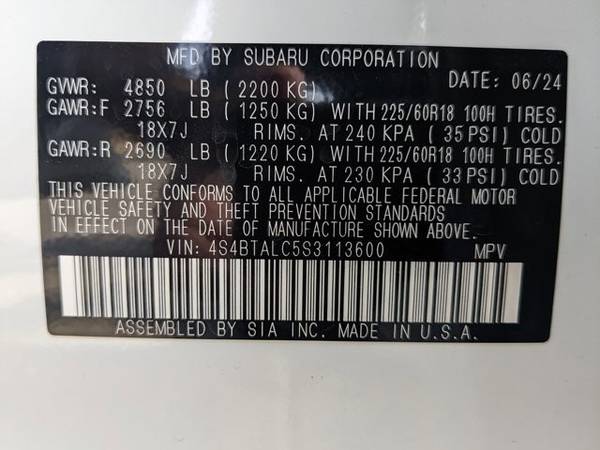 MFD BY SUBARU CORPORATION
DATE: 06/24
GVWR: 4850 LB ( 2200 KG)
GAWR:F 2756 LB ( 1250 KG) WITH 225/60R18 100H TIRES.
18X7J RIMS. AT 240 KPA ( 35 PSI) COLD
GAWR:R 2690 LB ( 1220 KG) WITH 225/60R18 100H TIRES.
18X7J RIMS. AT 230 KPA ( 33 PSI) COLD
THIS VEHICLE CONFORMS TO ALL APPLICABLE FEDERAL MOTOR
VEHICLE SAFETY AND THEFT PREVENTION STANDARDS
IN EFFECT ON THE DATE OF MANUFACTURE SHOWN ABOVE.
VIN: 4S4BTALC5S3113600 MPV
ASSEMBLED BY SIA INC. MADE IN U.S.A.